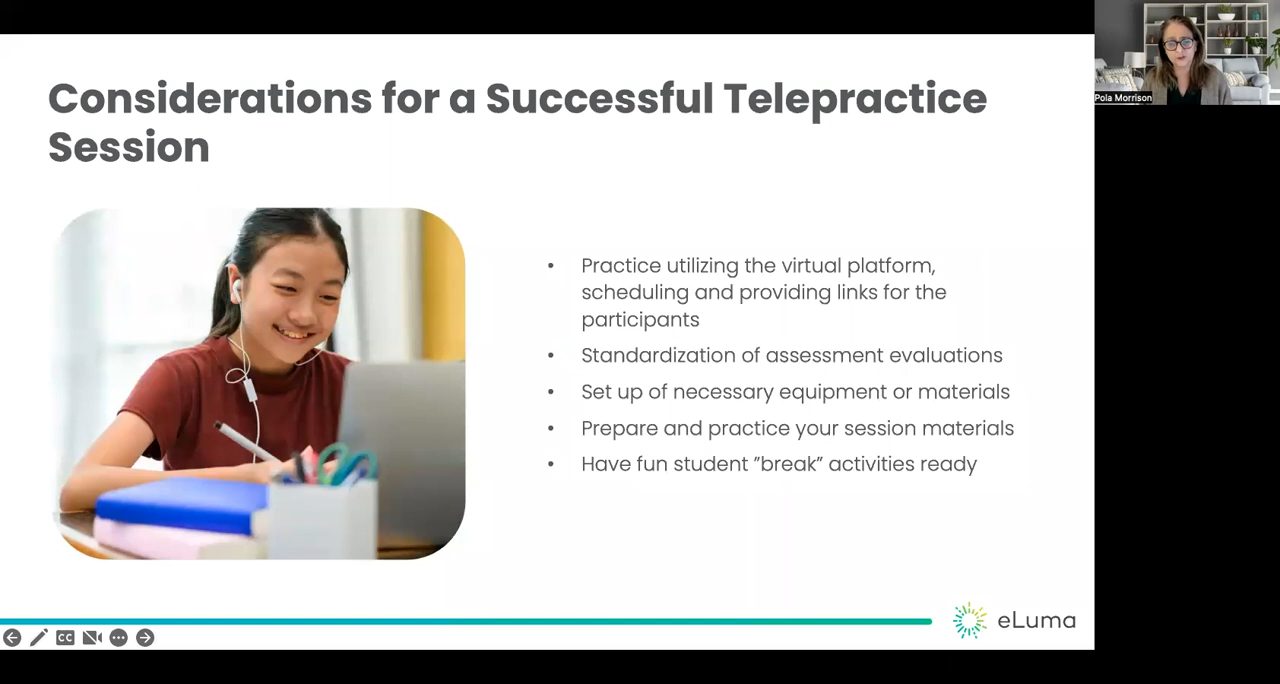 Considerations for a Successful Telepractice
Session
Pola Morrison
• Practice utilizing the virtual platform,
scheduling and providing links for the
participants
• Standardization of assessment evaluations
• Set up of necessary equipment or materials
• Prepare and practice your session materials
• Have fun student ”break” activities ready
CC
eLuma